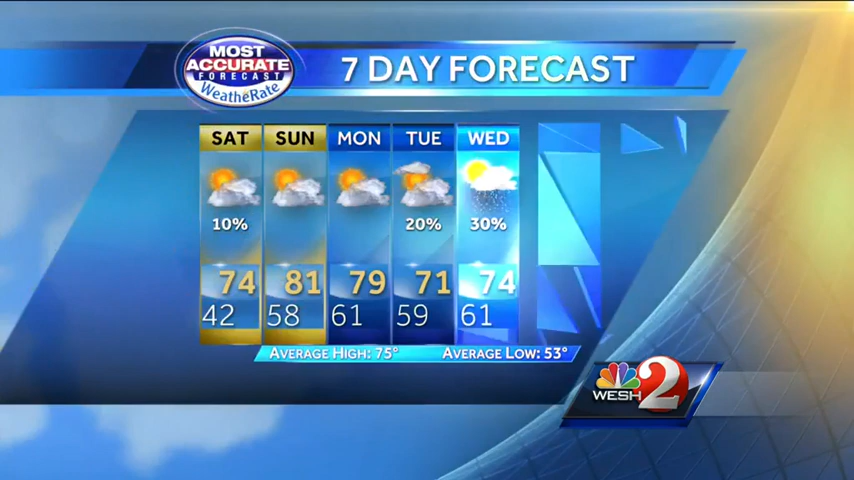 MOST
ACCURATE
FORECAST
WeatheRate
7 DAY FORECAST
SAT SUN MON TUE WED
10% 20% 30%
74 81 79 71 74
42 58 61 59 61
AVERAGE HIGH: 75° AVERAGE LOW: 53°
WESH 2